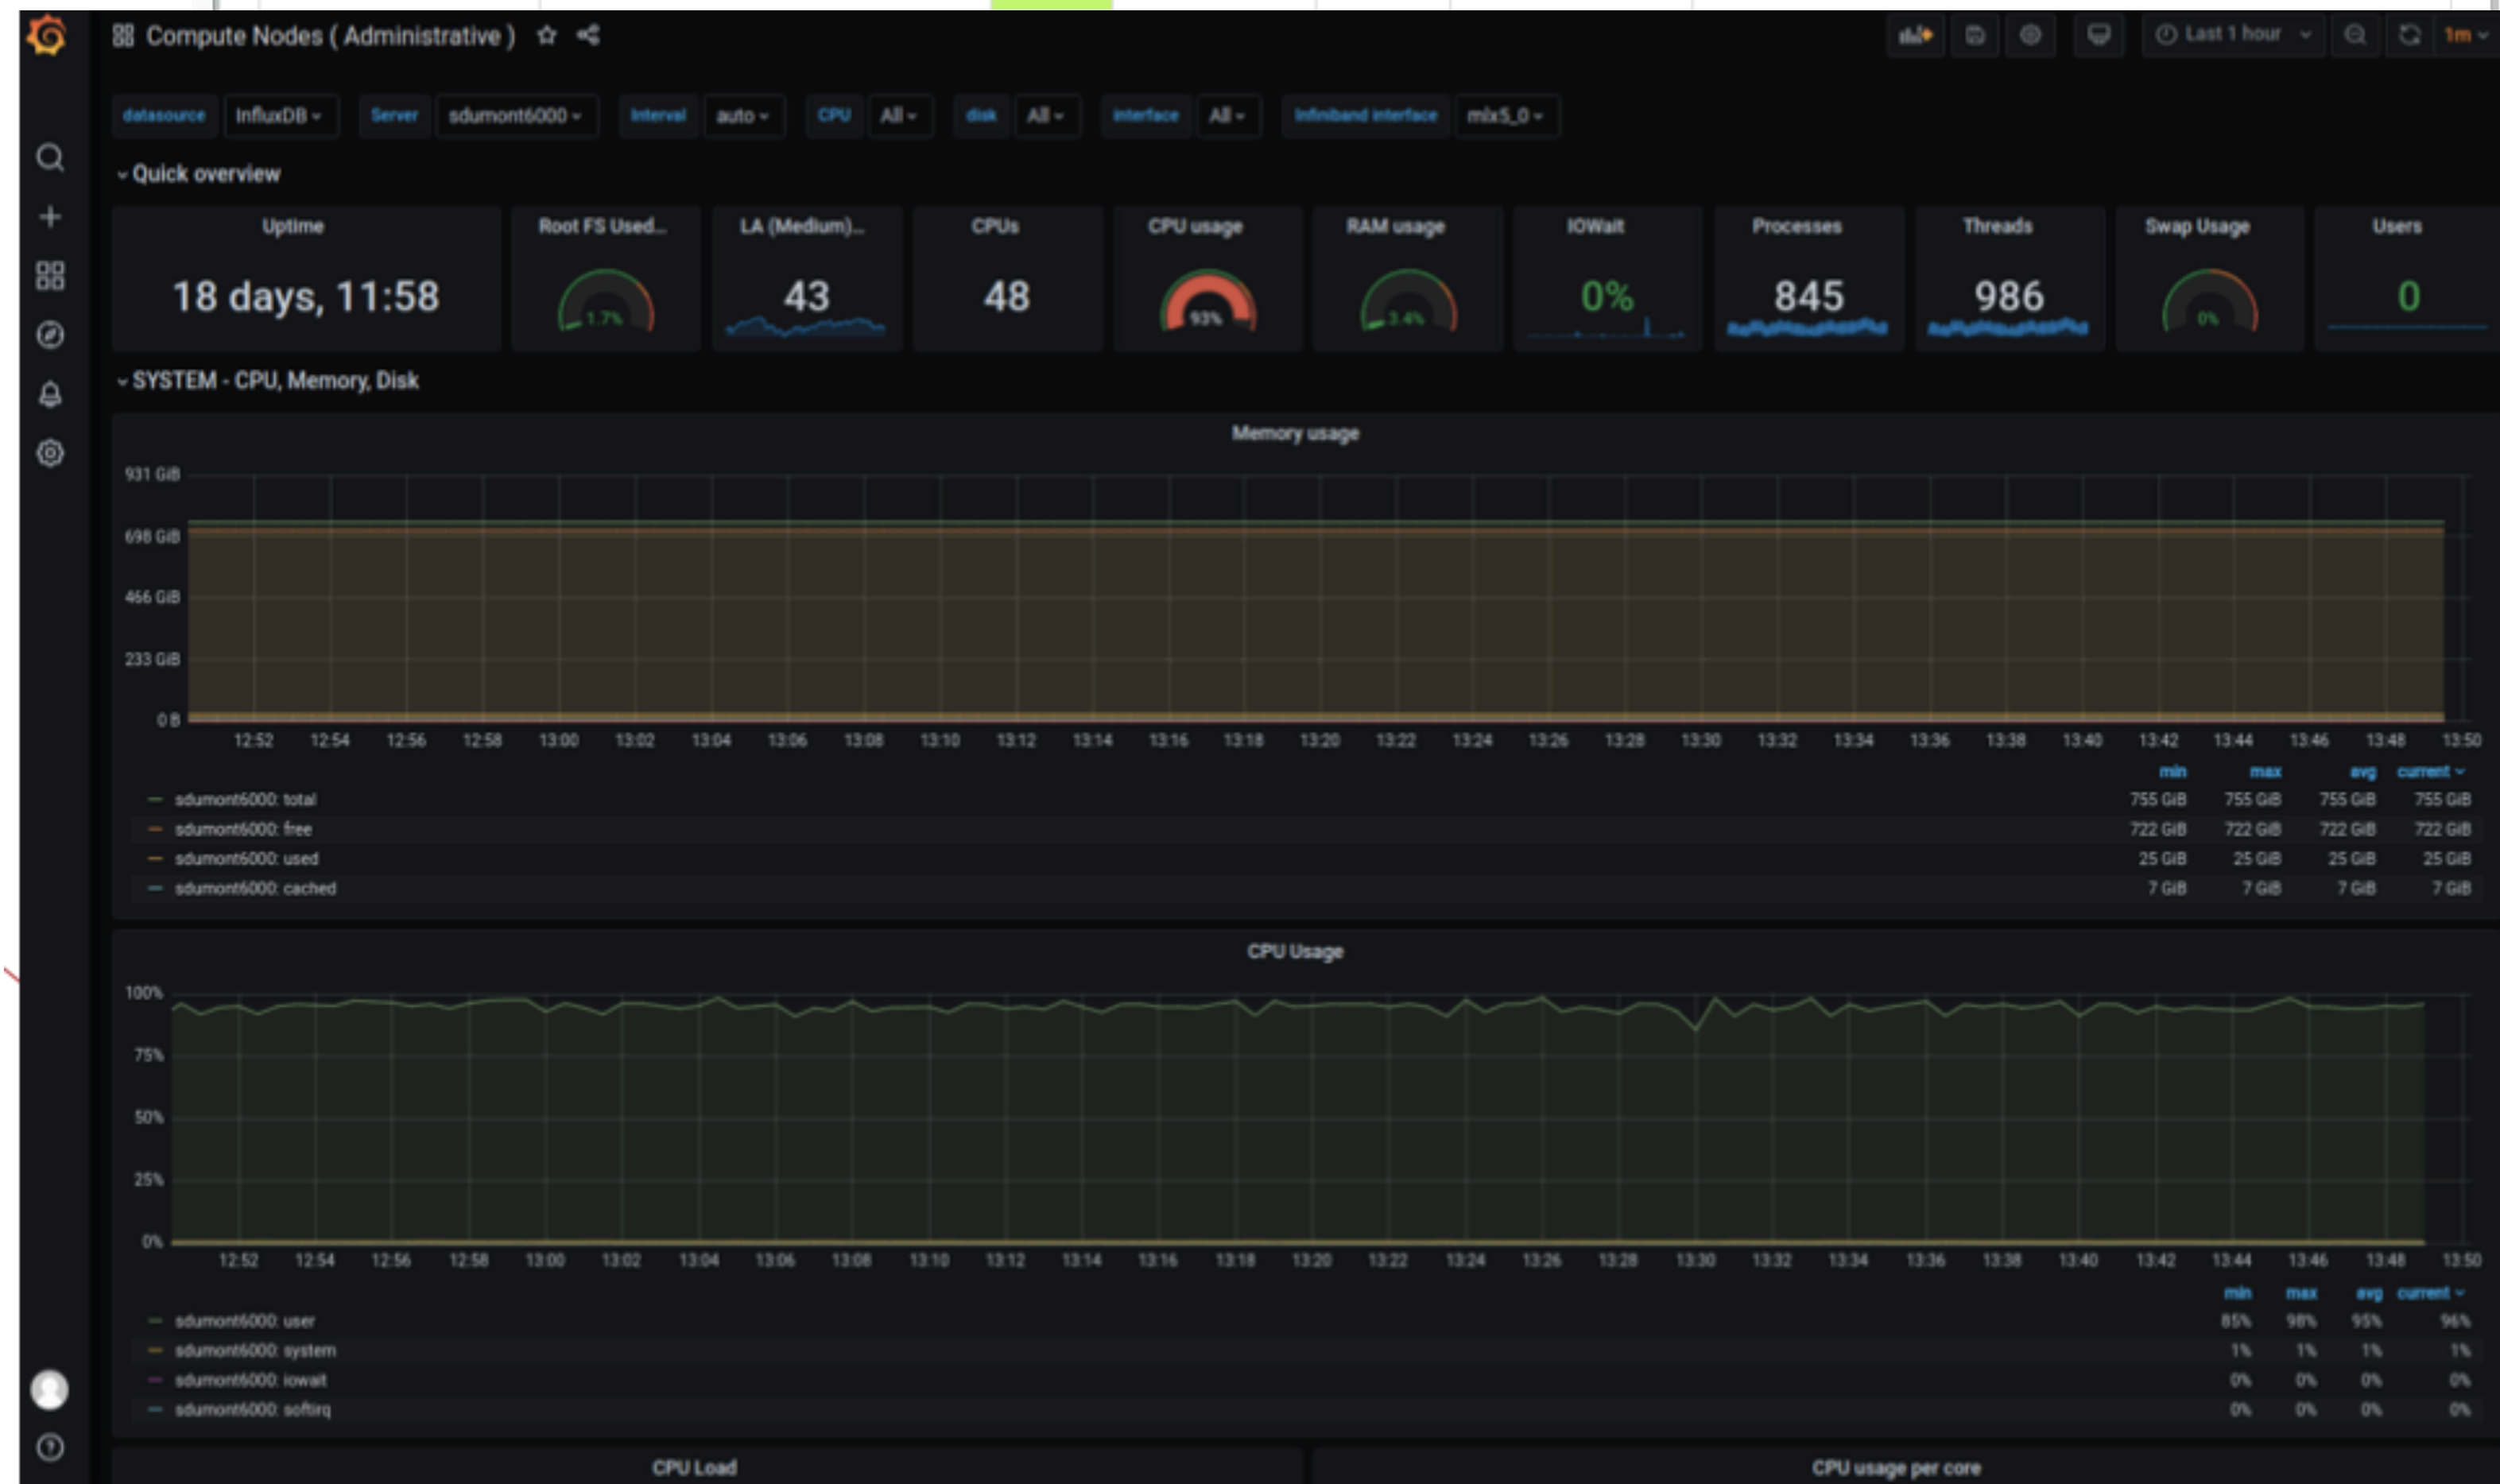 Compute Nodes ( Administrative )
Last 1 hour
1m
datasource InfluxDB Server sdumont6000 Interval auto CPU All disk All interface All Infiniband interface mlx5_0
Quick overview
Uptime Root FS Used... LA (Medium)... CPUs CPU usage RAM usage IOWait Processes Threads Swap Usage Users
18 days, 11:58 1.7% 43 48 93% 3.4% 0% 845 986 0% 0
SYSTEM - CPU, Memory, Disk
Memory usage
931 GiB
698 GiB
466 GiB
233 GiB
0 B
12:52 12:54 12:56 12:58 13:00 13:02 13:04 13:06 13:08 13:10 13:12 13:14 13:16 13:18 13:20 13:22 13:24 13:26 13:28 13:30 13:32 13:34 13:36 13:38 13:40 13:42 13:44 13:46 13:48 13:50
min max avg current
sdumont6000: total 755 GiB 755 GiB 755 GiB 755 GiB
sdumont6000: free 722 GiB 722 GiB 722 GiB 722 GiB
sdumont6000: used 25 GiB 25 GiB 25 GiB 25 GiB
sdumont6000: cached 7 GiB 7 GiB 7 GiB 7 GiB
CPU Usage
100%
75%
50%
25%
0%
12:52 12:54 12:56 12:58 13:00 13:02 13:04 13:06 13:08 13:10 13:12 13:14 13:16 13:18 13:20 13:22 13:24 13:26 13:28 13:30 13:32 13:34 13:36 13:38 13:40 13:42 13:44 13:46 13:48 13:50
min max avg current
sdumont6000: user 85% 98% 95% 96%
sdumont6000: system 1% 1% 1% 1%
sdumont6000: iowait 0% 0% 0% 0%
sdumont6000: softirq 0% 0% 0% 0%
CPU Load CPU usage per core